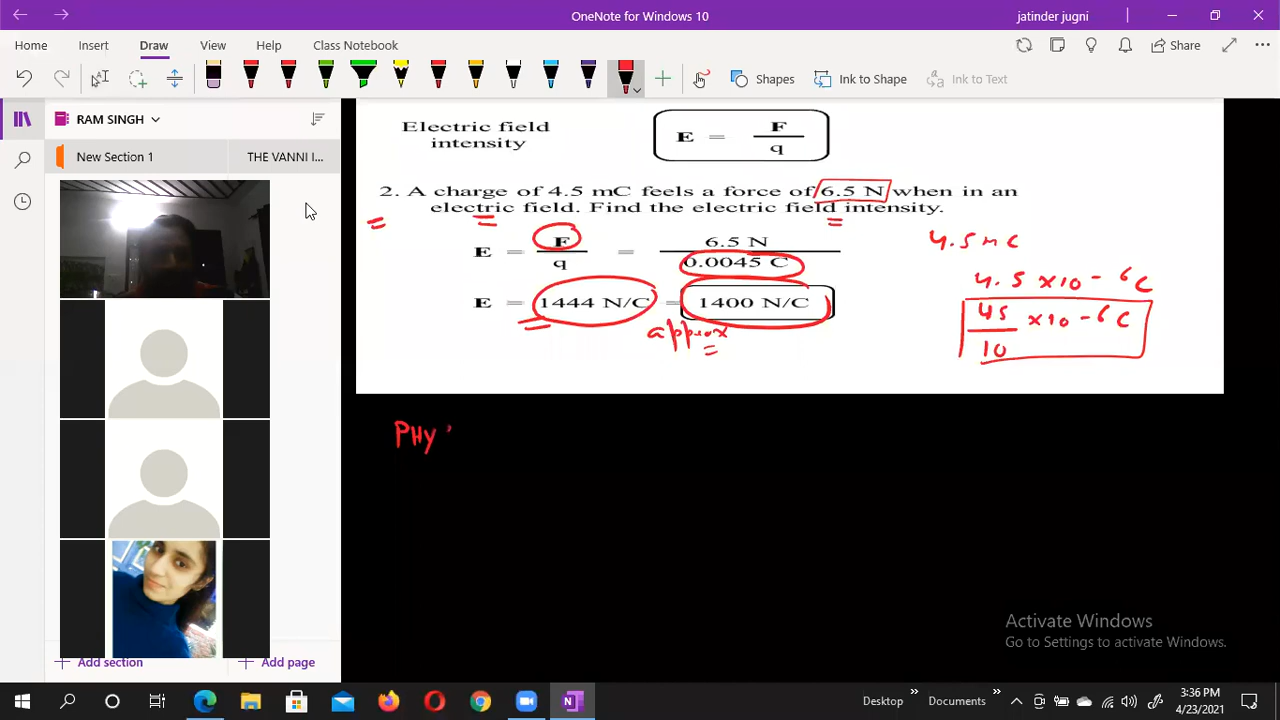 OneNote for Windows 10
jatinder jugni
Home Insert Draw View Help Class Notebook
Share
Shapes Ink to Shape Ink to Text
RAM SINGH
New Section 1 THE VANNI I...
Electric field
intensity
E = F
q
2. A charge of 4.5 mC feels a force of 6.5 N when in an
electric field. Find the electric field intensity.
E = F = 6.5 N
q 0.0045 C
E = 1444 N/C = 1400 N/C
approx
4.5 m C
4.5 x10 - 6C
45 x10 - 6C
10
PHY
Activate Windows
Go to Settings to activate Windows.
Add section Add page
Desktop Documents
3:36 PM
4/23/2021